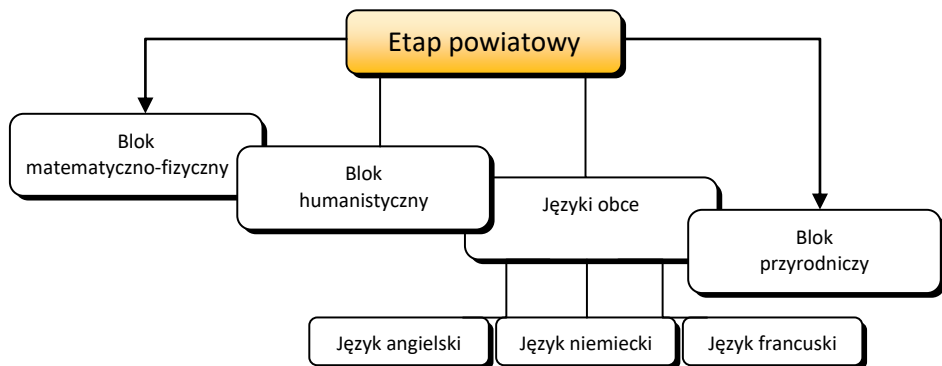 Etap powiatowy
Blok
matematyczno-fizyczny
Blok
humanistyczny
Języki obce
Blok
przyrodniczy
Język angielski
Język niemiecki
Język francuski